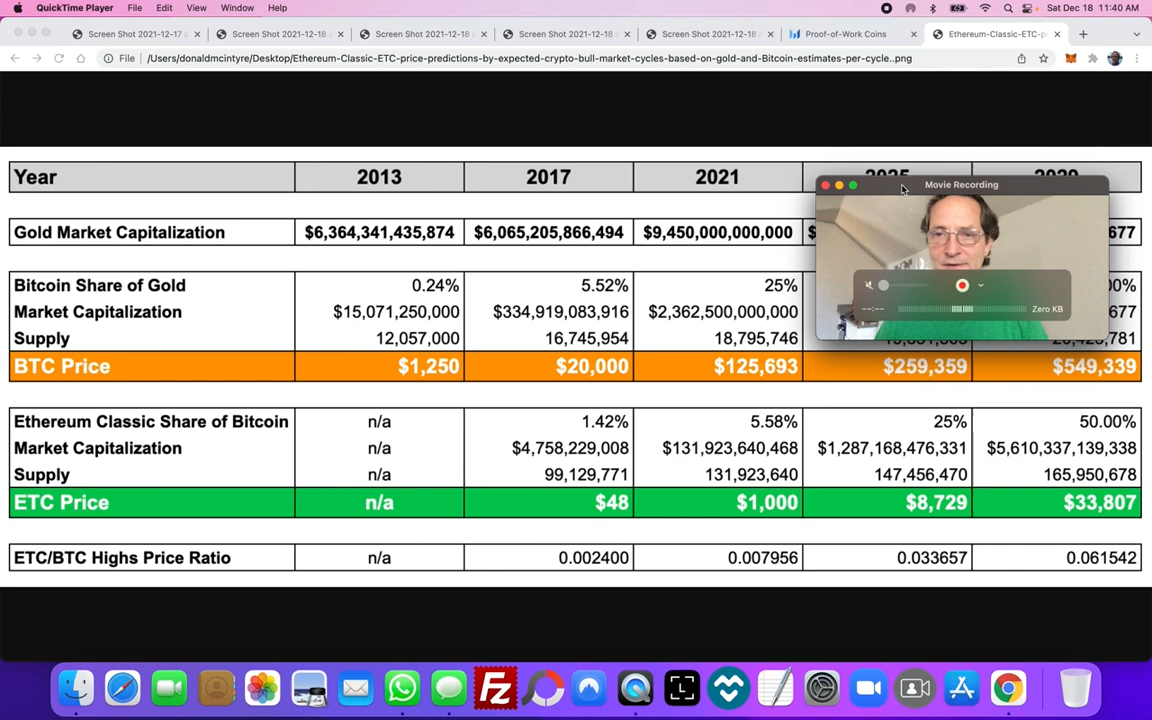 QuickTime Player File Edit View Window Help Sat Dec 18 11:40 AM
Screen Shot 2021-12-17 a Screen Shot 2021-12-18 Screen Shot 2021-12-18 Screen Shot 2021-12-18 Screen Shot 2021-12-18 Proof-of-Work Coins Ethereum-Classic-ETC-p
File /Users/donaldmcintyre/Desktop/Ethereum-Classic-ETC-price-predictions-by-expected-crypto-bull-market-cycles-based-on-gold-and-Bitcoin-estimates-per-cycle..png
Year 2013 2017 2021
Movie Recording
Gold Market Capitalization $6,364,341,435,874 $6,065,205,866,494 $9,450,000,000,000 $ 677
Bitcoin Share of Gold 0.24% 5.52% 25%
Market Capitalization $15,071,250,000 $334,919,083,916 $2,362,500,000,000 677
Zero KB
Supply 12,057,000 16,745,954 18,795,746
BTC Price $1,250 $20,000 $125,693 $259,359 $549,339
Ethereum Classic Share of Bitcoin n/a 1.42% 5.58% 25% 50.00%
Market Capitalization n/a $4,758,229,008 $131,923,640,468 $1,287,168,476,331 $5,610,337,139,338
Supply n/a 99,129,771 131,923,640 147,456,470 165,950,678
ETC Price n/a $48 $1,000 $8,729 $33,807
ETC/BTC Highs Price Ratio n/a 0.002400 0.007956 0.033657 0.061542